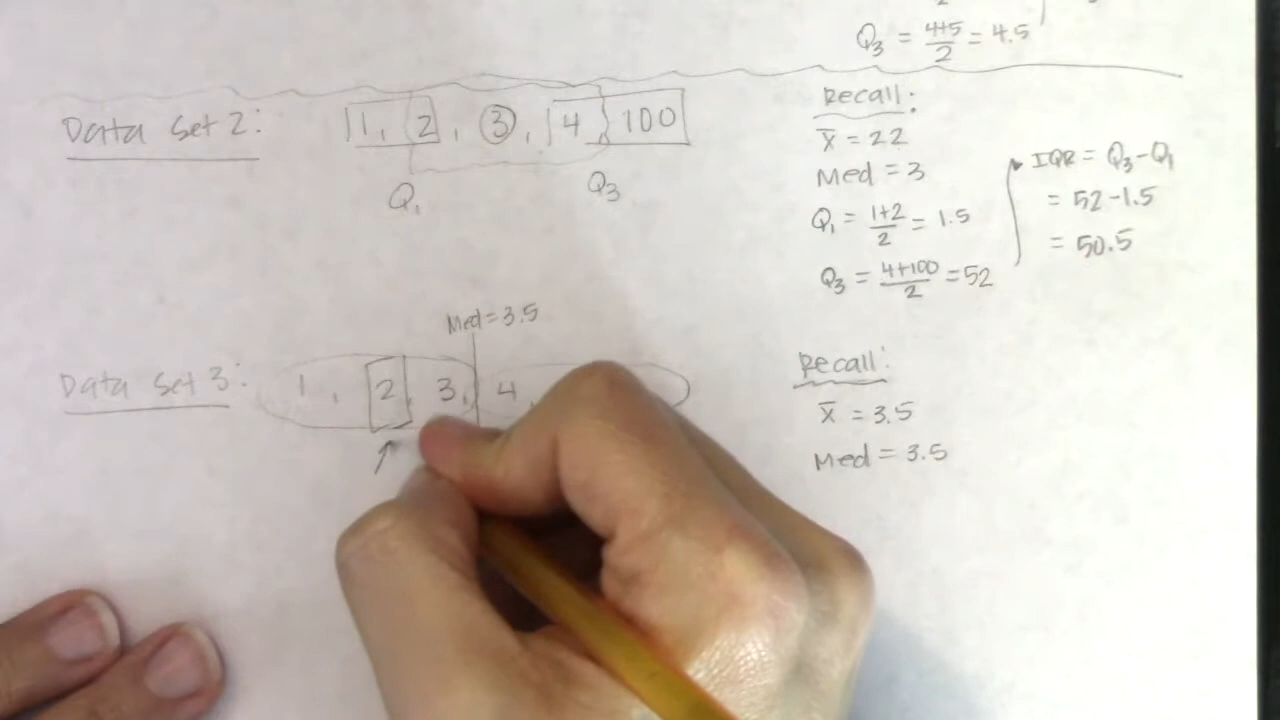 Q3 = 4+5/2 = 4.5
Data Set 2: 1, 2, 3, 4, 100
Q1 Q3
Recall:
x̄ = 22
Med = 3
Q1 = 1+2/2 = 1.5
Q3 = 4+100/2 = 52
IQR = Q3-Q1
= 52-1.5
= 50.5
Med = 3.5
Data Set 3: 1, 2, 3, 4,
Recall:
x̄ = 3.5
Med = 3.5